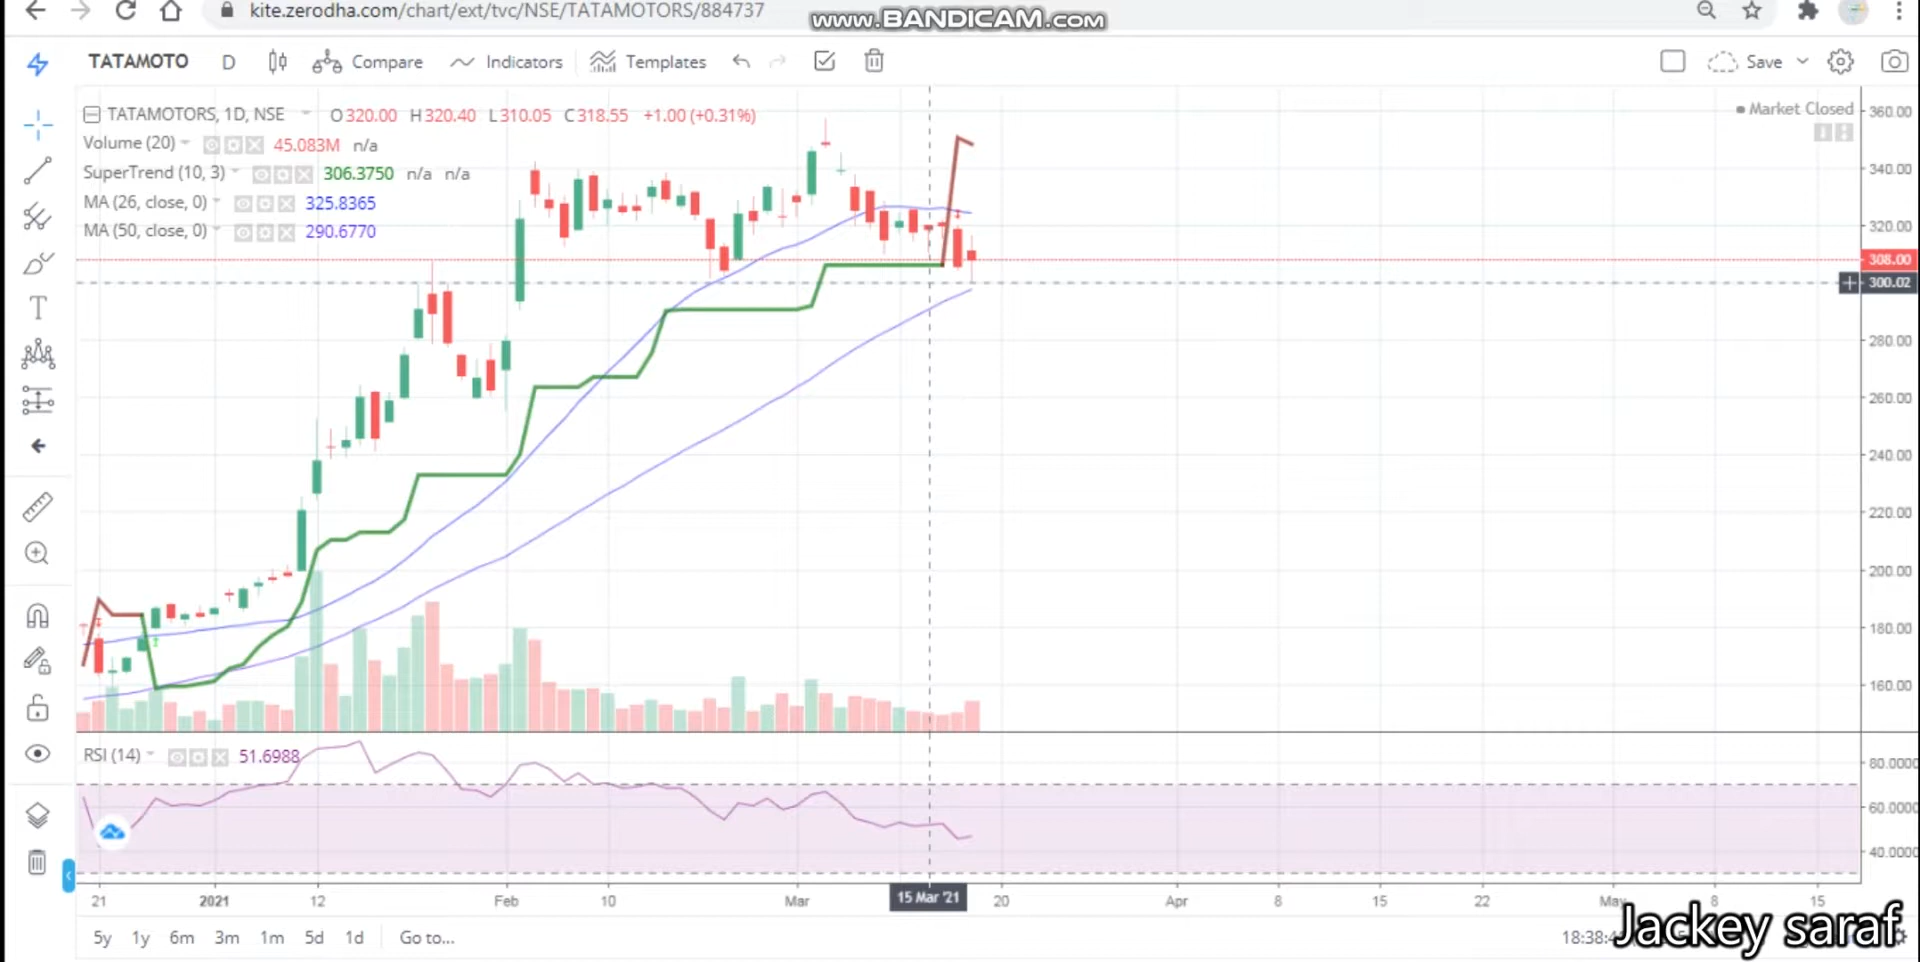 kite.zerodha.com/chart/ext/tvc/NSE/TATAMOTORS/884737
www.BANDICAM.com
TATAMOTO D Compare Indicators Templates Save
TATAMOTORS, 1D, NSE O320.00 H320.40 L310.05 C318.55 +1.00 (+0.31%)
Market Closed
Volume (20) 45.083M n/a
SuperTrend (10, 3) 306.3750 n/a n/a
MA (26, close, 0) 325.8365
MA (50, close, 0) 290.6770
360.00
340.00
320.00
308.00
300.02
280.00
260.00
240.00
220.00
200.00
180.00
160.00
RSI (14) 51.6988
80.0000
60.0000
40.0000
21 2021 12 Feb 10 Mar 15 Mar '21 20 Apr 8 15 22 May 8 15
5y 1y 6m 3m 1m 5d 1d Go to...
18:38:4
Jackey saraf